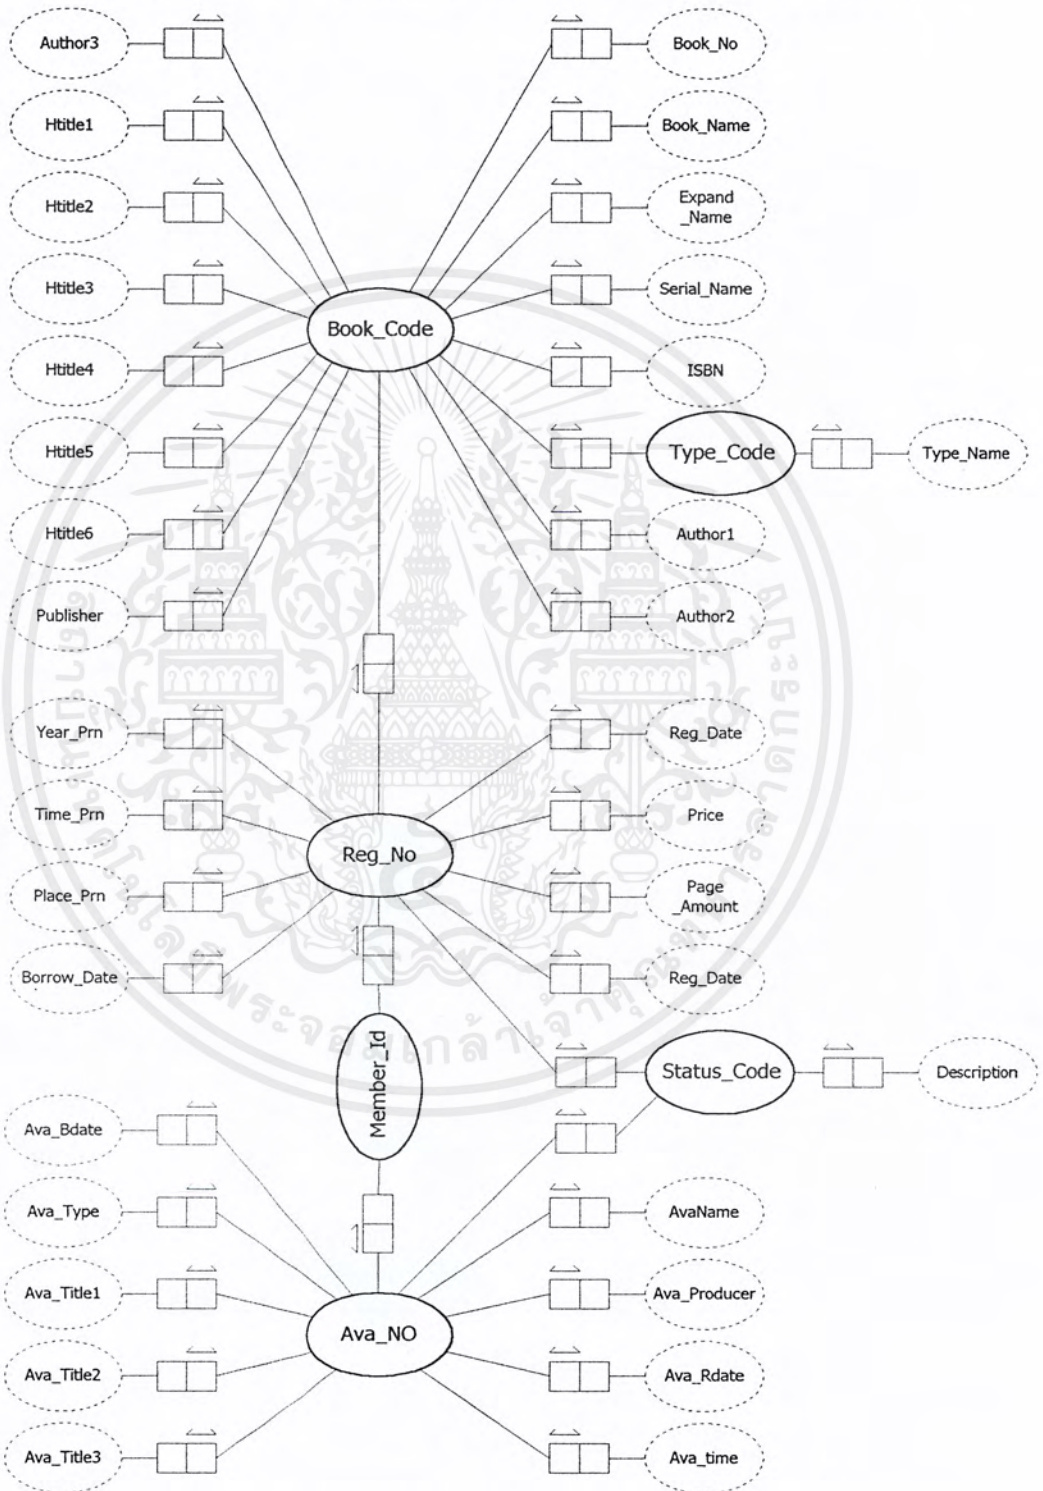 Author3
Book_No
Htitle1
Book_Name
Htitle2
Expand
_Name
Htitle3
Serial_Name
Book_Code
Htitle4
ISBN
Htitle5
Type_Code
Type_Name
Htitle6
Author1
Publisher
Author2
Year_Prn
Reg_Date
Time_Prn
Price
Reg_No
Place_Prn
Page
_Amount
Borrow_Date
Reg_Date
Member_Id
Status_Code
Description
Ava_Bdate
Ava_Type
AvaName
Ava_Title1
Ava_Producer
Ava_NO
Ava_Title2
Ava_Rdate
Ava_Title3
Ava_time